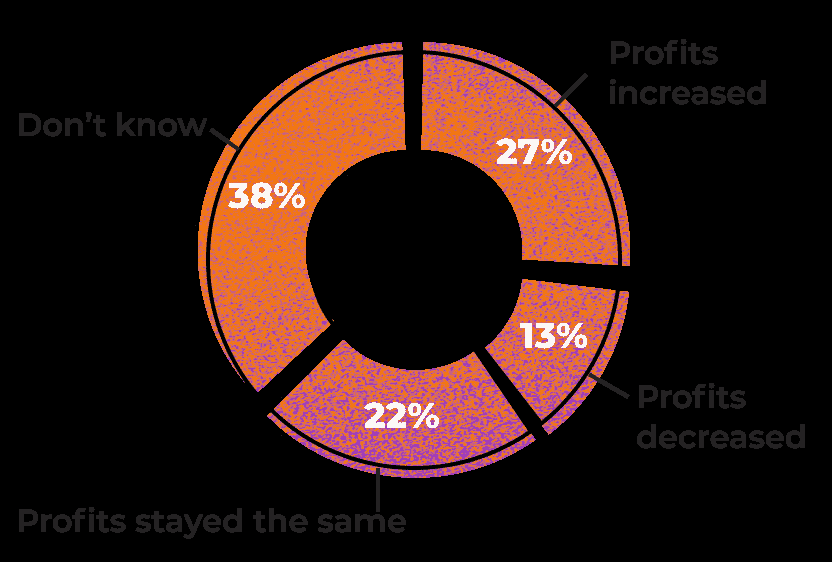 Profits
increased
Don’t know
27%
38%
13%
Profits
decreased
22%
Profits stayed the same